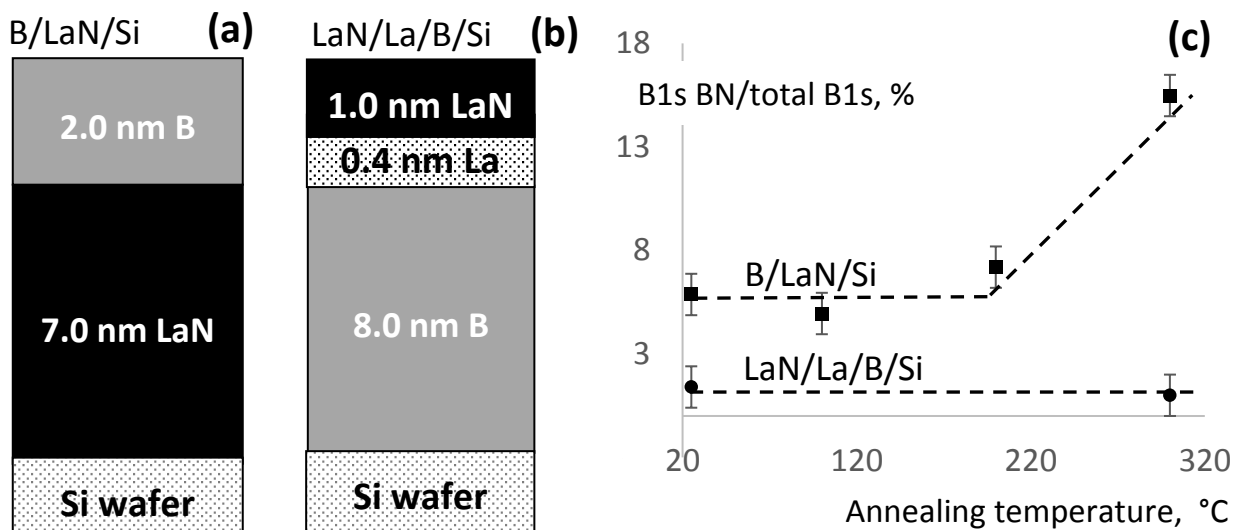 B/LaN/Si (a)
2.0 nm B
7.0 nm LaN
Si wafer
LaN/La/B/Si (b)
1.0 nm LaN
0.4 nm La
8.0 nm B
Si wafer
(c)
B1s BN/total B1s, %
18
13
8
3
B/LaN/Si
LaN/La/B/Si
20 120 220 320
Annealing temperature, °C